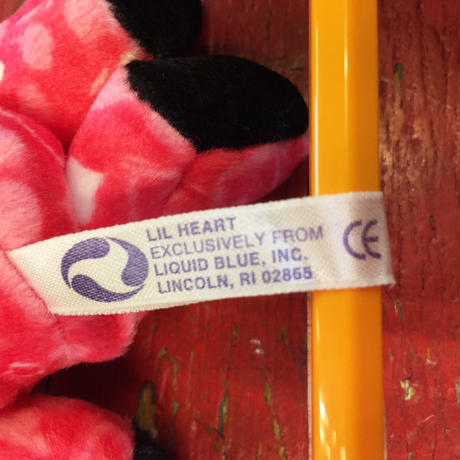 LIL HEART
EXCLUSIVELY FROM
LIQUID BLUE, INC.
LINCOLN, RI 02865
CE